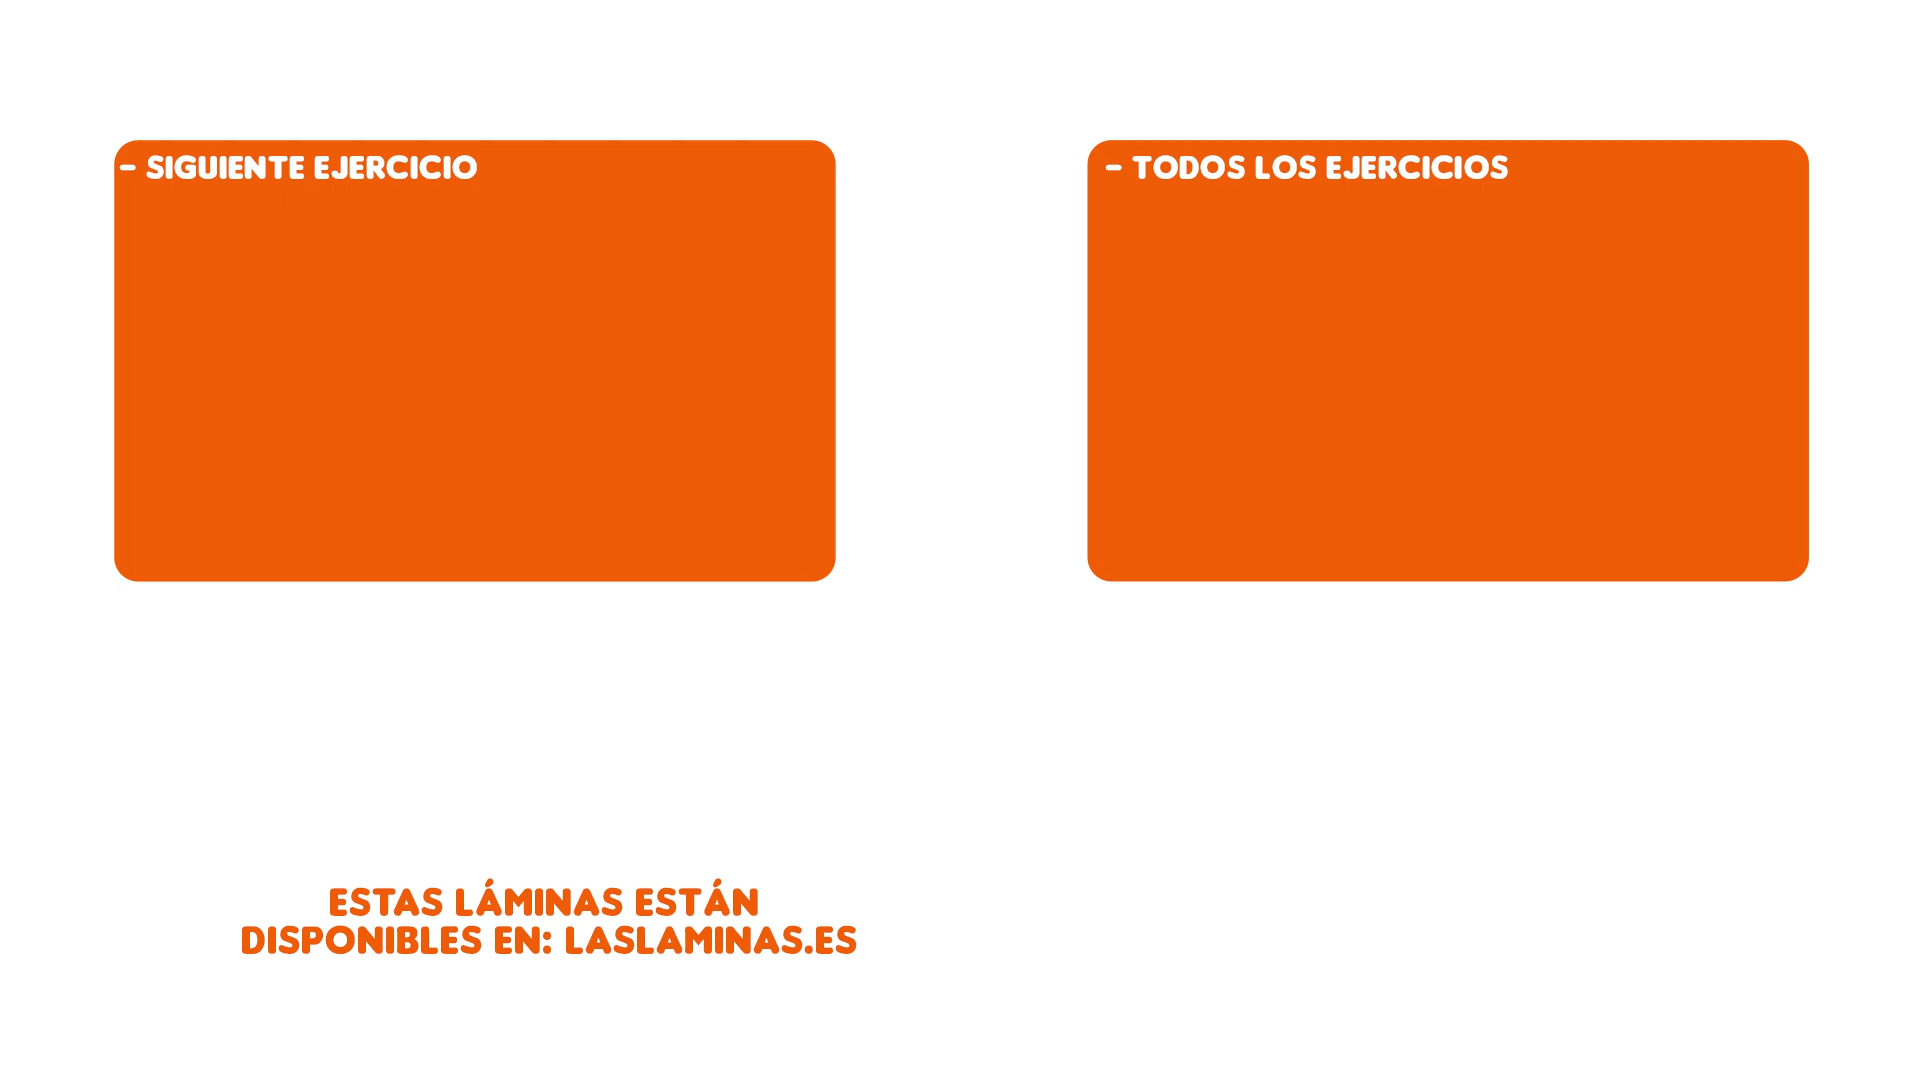 - SIGUIENTE EJERCICIO
- TODOS LOS EJERCICIOS
ESTAS LÁMINAS ESTÁN
DISPONIBLES EN: LASLAMINAS.ES